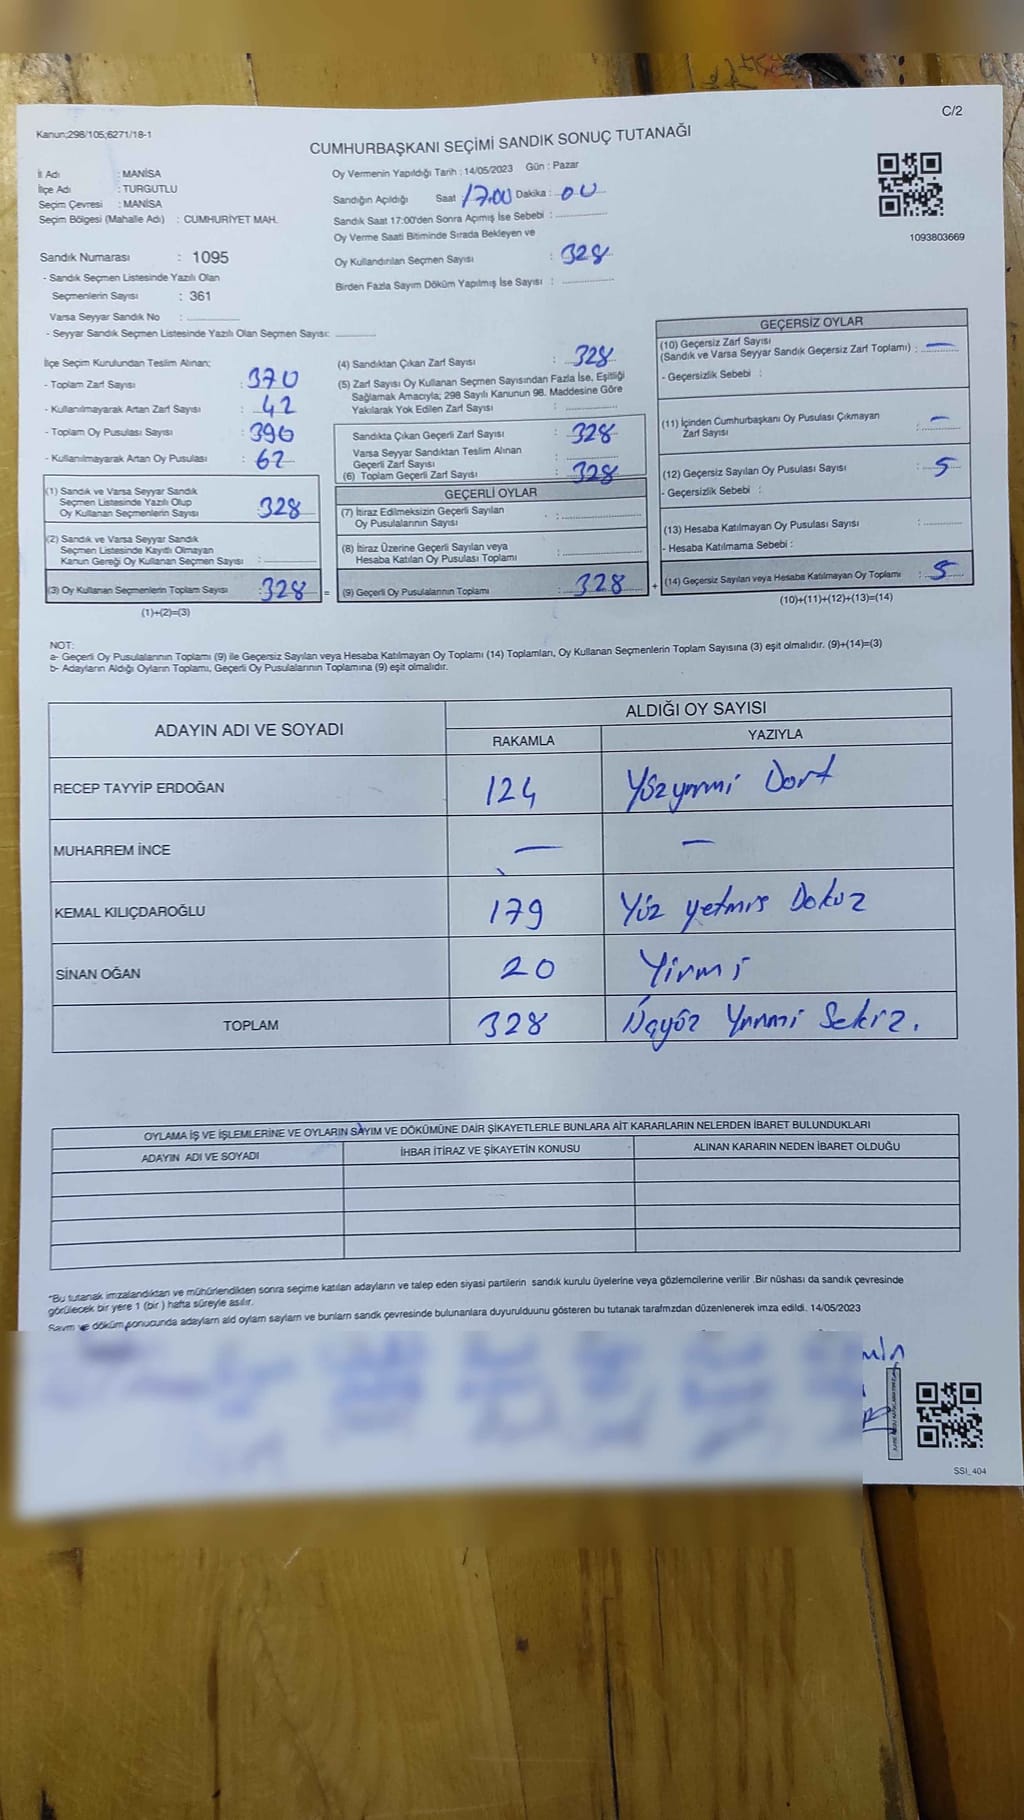 C/2
Kanun;298/105;6271/18-1
CUMHURBAŞKANI SEÇİMİ SANDIK SONUÇ TUTANAĞI
İl Adı : MANİSA
İlçe Adı : TURGUTLU
Seçim Çevresi : MANİSA
Seçim Bölgesi (Mahalle Adı) : CUMHURİYET MAH.
Sandık Numarası : 1095
- Sandık Seçmen Listesinde Yazılı Olan
Seçmenlerin Sayısı : 361
Varsa Seyyar Sandık No :
- Seyyar Sandık Seçmen Listesinde Yazılı Olan Seçmen Sayısı:
Oy Vermenin Yapıldığı Tarih : 14/05/2023 Gün : Pazar
Sandığın Açıldığı Saat 17.00 Dakika : 00
Sandık Saat 17:00'den Sonra Açımış İse Sebebi :
Oy Verme Saati Bitiminde Sırada Bekleyen ve
Oy Kullandırılan Seçmen Sayısı : 328
Birden Fazla Sayım Döküm Yapılmış İse Sayısı :
1093803669
İlçe Seçim Kurulundan Teslim Alınan;
- Toplam Zarf Sayısı : 370
- Kullanılmayarak Artan Zarf Sayısı : 42
- Toplam Oy Pusulası Sayısı : 390
- Kullanılmayarak Artan Oy Pusulası : 62
(1) Sandık ve Varsa Seyyar Sandık
Seçmen Listesinde Yazılı Olup
Oy Kullanan Seçmenlerin Sayısı : 328
(2) Sandık ve Varsa Seyyar Sandık
Seçmen Listesinde Kayıtlı Olmayan
Kanun Gereği Oy Kullanan Seçmen Sayısı :
(3) Oy Kullanan Seçmenlerin Toplam Sayısı : 328 =
(1)+(2)=(3)
(4) Sandıktan Çıkan Zarf Sayısı : 328
(5) Zarf Sayısı Oy Kullanan Seçmen Sayısından Fazla İse, Eşitliği
Sağlamak Amacıyla; 298 Sayılı Kanunun 98. Maddesine Göre
Yakılarak Yok Edilen Zarf Sayısı :
Sandıkta Çıkan Geçerli Zarf Sayısı : 328
Varsa Seyyar Sandıktan Teslim Alınan
Geçerli Zarf Sayısı :
(6) Toplam Geçerli Zarf Sayısı : 328
GEÇERLİ OYLAR
(7) İtiraz Edilmeksizin Geçerli Sayılan
Oy Pusulalarının Sayısı :
(8) İtiraz Üzerine Geçerli Sayılan veya
Hesaba Katılan Oy Pusulası Toplamı :
(9) Geçerli Oy Pusulalarının Toplamı : 328 +
GEÇERSİZ OYLAR
(10) Geçersiz Zarf Sayısı
(Sandık ve Varsa Seyyar Sandık Geçersiz Zarf Toplamı) : —
- Geçersizlik Sebebi :
(11) İçinden Cumhurbaşkanı Oy Pusulası Çıkmayan
Zarf Sayısı : —
(12) Geçersiz Sayılan Oy Pusulası Sayısı : 5
- Geçersizlik Sebebi :
(13) Hesaba Katılmayan Oy Pusulası Sayısı :
- Hesaba Katılmama Sebebi :
(14) Geçersiz Sayılan veya Hesaba Katılmayan Oy Toplamı : 5
(10)+(11)+(12)+(13)=(14)
NOT:
a- Geçerli Oy Pusulalarının Toplamı (9) ile Geçersiz Sayılan veya Hesaba Katılmayan Oy Toplamı (14) Toplamları, Oy Kullanan Seçmenlerin Toplam Sayısına (3) eşit olmalıdır. (9)+(14)=(3)
b- Adayların Aldığı Oyların Toplamı, Geçerli Oy Pusulalarının Toplamına (9) eşit olmalıdır.
ADAYIN ADI VE SOYADI ALDIĞI OY SAYISI
RAKAMLA YAZIYLA
RECEP TAYYİP ERDOĞAN 124 Yüzyirmi Dört
MUHARREM İNCE — —
KEMAL KILIÇDAROĞLU 179 Yüz yetmiş Dokuz
SİNAN OĞAN 20 Yirmi
TOPLAM 328 Üçyüz Yirmi Sekiz.
OYLAMA İŞ VE İŞLEMLERİNE VE OYLARIN SAYIM VE DÖKÜMÜNE DAİR ŞİKAYETLERLE BUNLARA AİT KARARLARIN NELERDEN İBARET BULUNDUKLARI
ADAYIN ADI VE SOYADI İHBAR İTİRAZ VE ŞİKAYETİN KONUSU ALINAN KARARIN NEDEN İBARET OLDUĞU
*Bu tutanak imzalandıktan ve mühürlendikten sonra seçime katılan adayların ve talep eden siyasi partilerin sandık kurulu üyelerine veya gözlemcilerine verilir .Bir nüshası da sandık çevresinde
görülecek bir yere 1 (bir ) hafta süreyle asılır.
Sayım ve döküm sonucunda adayların ald oyların sayları ve bunların sandk çevresinde bulunanlara duyurulduunu gösteren bu tutanak tarafmzdan düzenlenerek imza edildi. 14/05/2023
SSI_404